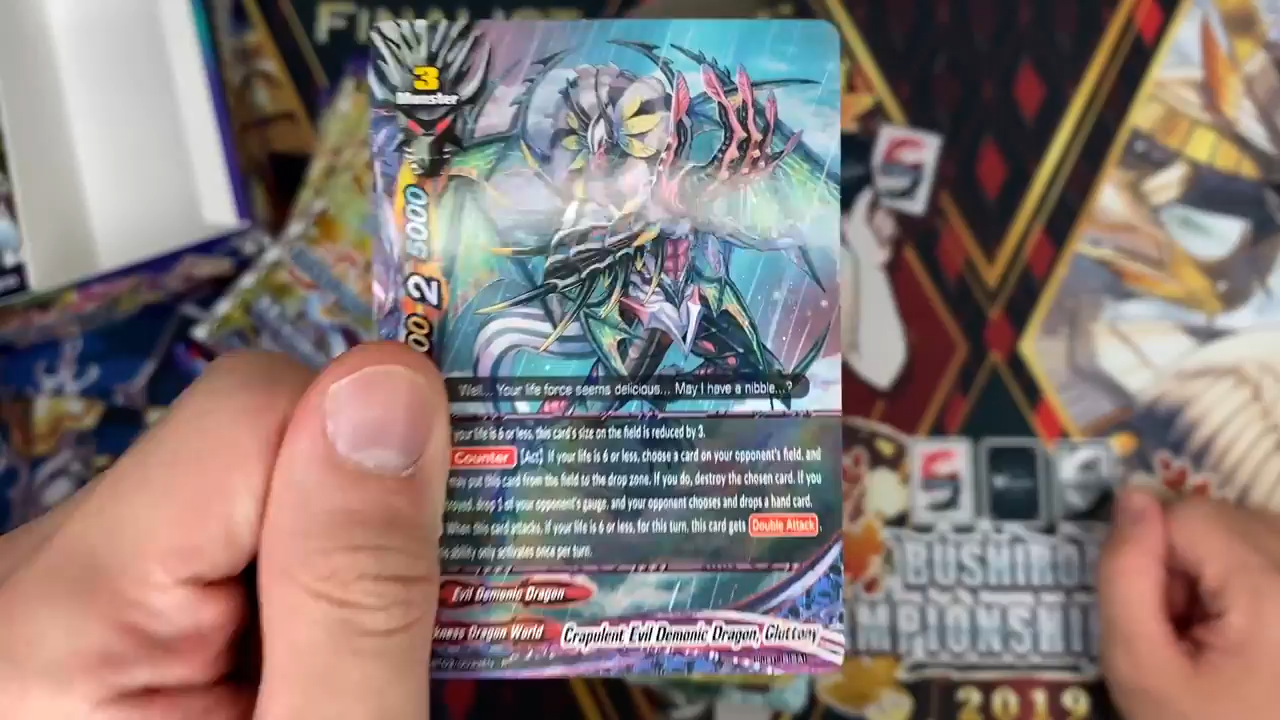 FINALIST
3
Monster
5000
2
00
Well... Your life force seems delicious... May I have a nibble...?
your life is 6 or less, this card's size on the field is reduced by 3.
Counter [Act] If your life is 6 or less, choose a card on your opponent's field, and
may put this card from the field to the drop zone. If you do, destroy the chosen card. If you
royed, drop 1 of your opponent's gauge, and your opponent chooses and drops a hand card.
When this card attacks, if your life is 6 or less, for this turn, this card gets Double Attack.
ability only activates once per turn.
Evil Demonic Dragon
kness Dragon World Crapulent Evil Demonic Dragon, Gluttony
BUSHIRO
MPIONSHI
2019